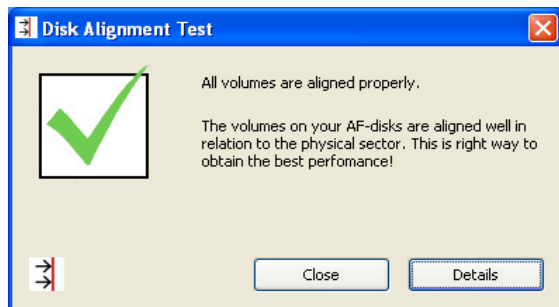 Disk Alignment Test
All volumes are aligned properly.
The volumes on your AF-disks are aligned well in
relation to the physical sector. This is right way to
obtain the best perfomance!
Close
Details